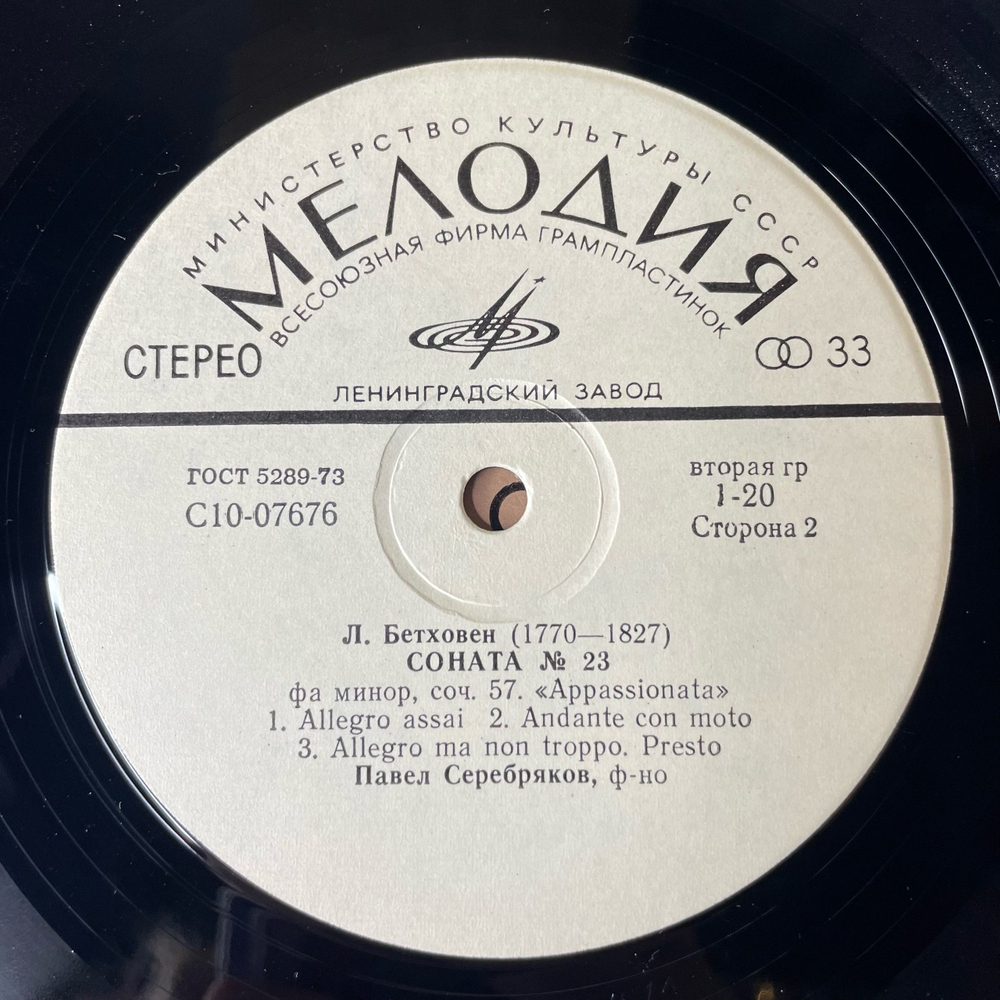 МИНИСТЕРСТВО КУЛЬТУРЫ СССР
МЕЛОДИЯ
ВСЕСОЮЗНАЯ ФИРМА ГРАМПЛАСТИНОК
СТЕРЕО
33
ЛЕНИНГРАДСКИЙ ЗАВОД
ГОСТ 5289-73
С10-07676
вторая гр
1-20
Сторона 2
Л. Бетховен (1770—1827)
СОНАТА № 23
фа минор, соч. 57. «Appassionata»
1. Allegro assai 2. Andante con moto
3. Allegro ma non troppo. Presto
Павел Серебряков, ф-но